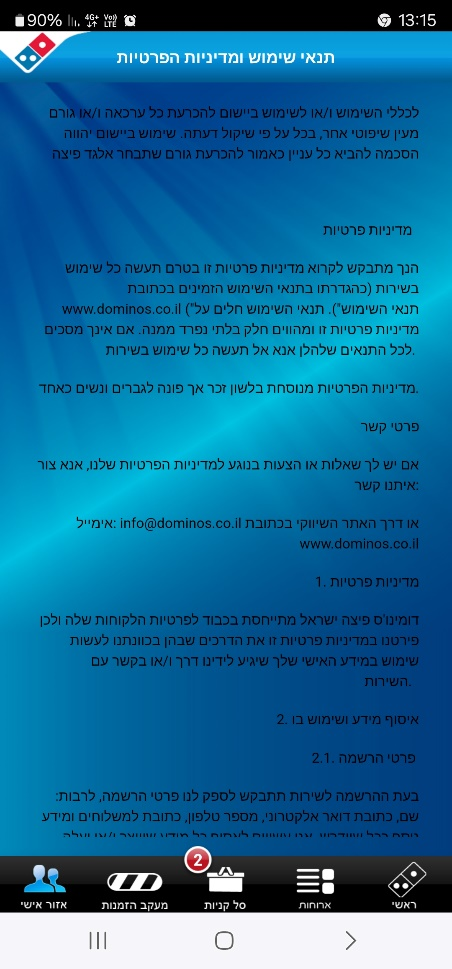 90%
4G+
Vo))
LTE
13:15
תנאי שימוש ומדיניות הפרטיות
לכללי השימוש ו/או לשימוש ביישום להכרעת כל ערכאה ו/או גורם
מעין שיפוטי אחר, בכל על פי שיקול דעתה. שימוש ביישום יהווה
הסכמה להביא כל עניין כאמור להכרעת גורם שתבחר אלגד פיצה
מדיניות פרטיות
הנך מתבקש לקרוא מדיניות פרטיות זו בטרם תעשה כל שימוש
בשירות (כהגדרתו בתנאי השימוש הזמינים בכתובת
www.dominos.co.il ("תנאי השימוש"). תנאי השימוש חלים על
מדיניות פרטיות זו ומהווים חלק בלתי נפרד ממנה. אם אינך מסכים
לכל התנאים שלהלן אנא אל תעשה כל שימוש בשירות.
מדיניות הפרטיות מנוסחת בלשון זכר אך פונה לגברים ונשים כאחד.
פרטי קשר
אם יש לך שאלות או הצעות בנוגע למדיניות הפרטיות שלנו, אנא צור
איתנו קשר:
אימייל: info@dominos.co.il או דרך האתר השיווקי בכתובת
www.dominos.co.il
1. מדיניות פרטיות
דומינו'ס פיצה ישראל מתייחסת בכבוד לפרטיות הלקוחות שלה ולכן
פירטנו במדיניות פרטיות זו את הדרכים שבהן בכוונתנו לעשות
שימוש במידע האישי שלך שיגיע לידינו דרך ו/או בקשר עם
השירות.
2. איסוף מידע ושימוש בו
2.1. פרטי הרשמה
בעת ההרשמה לשירות תתבקש לספק לנו פרטי הרשמה, לרבות:
שם, כתובת דואר אלקטרוני, מספר טלפון, כתובת למשלוחים ומידע
2
ראשי
ארוחות
סל קניות
מעקב הזמנות
אזור אישי